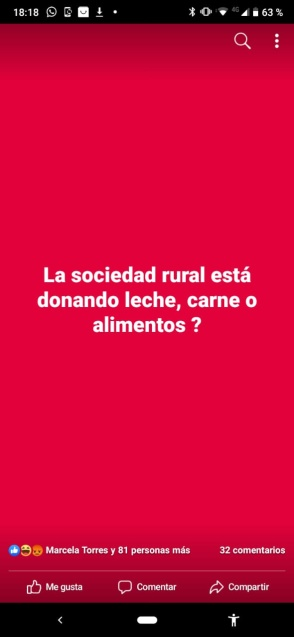 18:18 4G 63 %
La sociedad rural está
donando leche, carne o
alimentos ?
Marcela Torres y 81 personas más 32 comentarios
Me gusta Comentar Compartir